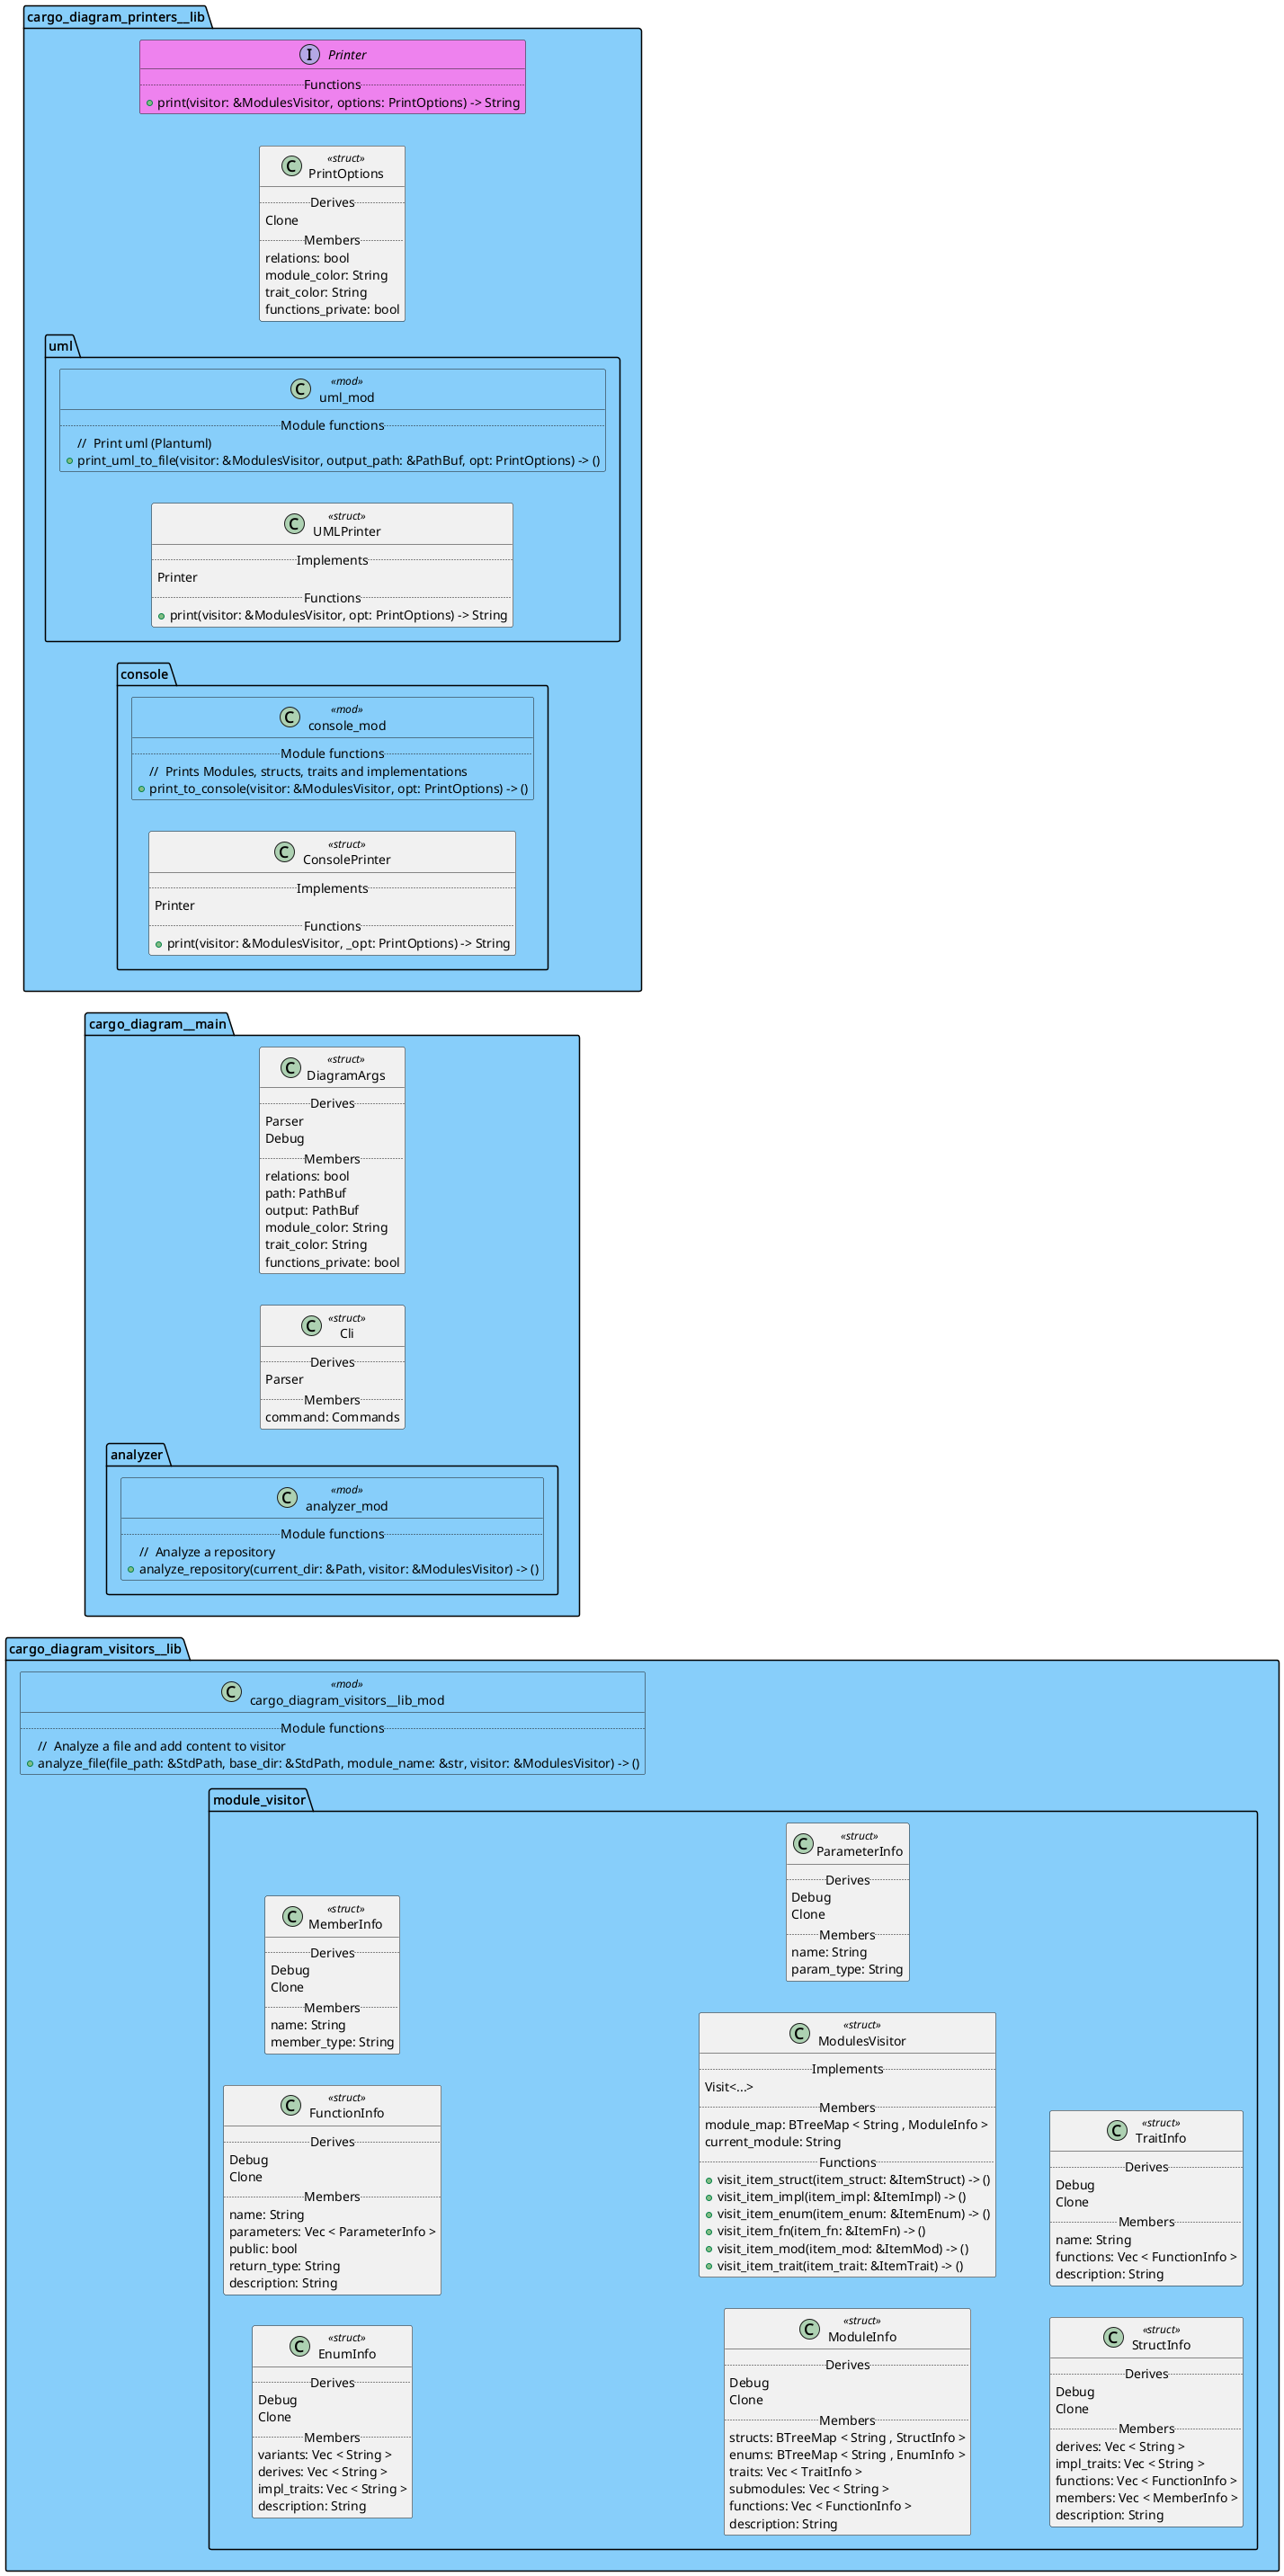 cargo_diagram_printers__lib
I Printer
Functions
print(visitor: &ModulesVisitor, options: PrintOptions) -> String
«struct»
C PrintOptions
Derives
Clone
Members
relations: bool
module_color: String
trait_color: String
functions_private: bool
uml
«mod»
C uml_mod
Module functions
//  Print uml (Plantuml)
print_uml_to_file(visitor: &ModulesVisitor, output_path: &PathBuf, opt: PrintOptions) -> ()
«struct»
C UMLPrinter
Implements
Printer
Functions
print(visitor: &ModulesVisitor, opt: PrintOptions) -> String
console
«mod»
C console_mod
Module functions
//  Prints Modules, structs, traits and implementations
print_to_console(visitor: &ModulesVisitor, opt: PrintOptions) -> ()
«struct»
C ConsolePrinter
Implements
Printer
Functions
print(visitor: &ModulesVisitor, _opt: PrintOptions) -> String
cargo_diagram__main
«struct»
C DiagramArgs
Derives
Parser
Debug
Members
relations: bool
path: PathBuf
output: PathBuf
module_color: String
trait_color: String
functions_private: bool
«struct»
C Cli
Derives
Parser
Members
command: Commands
analyzer
«mod»
C analyzer_mod
Module functions
//  Analyze a repository
analyze_repository(current_dir: &Path, visitor: &ModulesVisitor) -> ()
cargo_diagram_visitors__lib
«mod»
C cargo_diagram_visitors__lib_mod
Module functions
//  Analyze a file and add content to visitor
analyze_file(file_path: &StdPath, base_dir: &StdPath, module_name: &str, visitor: &ModulesVisitor) -> ()
module_visitor
«struct»
C MemberInfo
Derives
Debug
Clone
Members
name: String
member_type: String
«struct»
C FunctionInfo
Derives
Debug
Clone
Members
name: String
parameters: Vec < ParameterInfo >
public: bool
return_type: String
description: String
«struct»
C EnumInfo
Derives
Debug
Clone
Members
variants: Vec < String >
derives: Vec < String >
impl_traits: Vec < String >
description: String
«struct»
C ParameterInfo
Derives
Debug
Clone
Members
name: String
param_type: String
«struct»
C ModulesVisitor
Implements
Visit<...>
Members
module_map: BTreeMap < String , ModuleInfo >
current_module: String
Functions
visit_item_struct(item_struct: &ItemStruct) -> ()
visit_item_impl(item_impl: &ItemImpl) -> ()
visit_item_enum(item_enum: &ItemEnum) -> ()
visit_item_fn(item_fn: &ItemFn) -> ()
visit_item_mod(item_mod: &ItemMod) -> ()
visit_item_trait(item_trait: &ItemTrait) -> ()
«struct»
C ModuleInfo
Derives
Debug
Clone
Members
structs: BTreeMap < String , StructInfo >
enums: BTreeMap < String , EnumInfo >
traits: Vec < TraitInfo >
submodules: Vec < String >
functions: Vec < FunctionInfo >
description: String
«struct»
C TraitInfo
Derives
Debug
Clone
Members
name: String
functions: Vec < FunctionInfo >
description: String
«struct»
C StructInfo
Derives
Debug
Clone
Members
derives: Vec < String >
impl_traits: Vec < String >
functions: Vec < FunctionInfo >
members: Vec < MemberInfo >
description: String